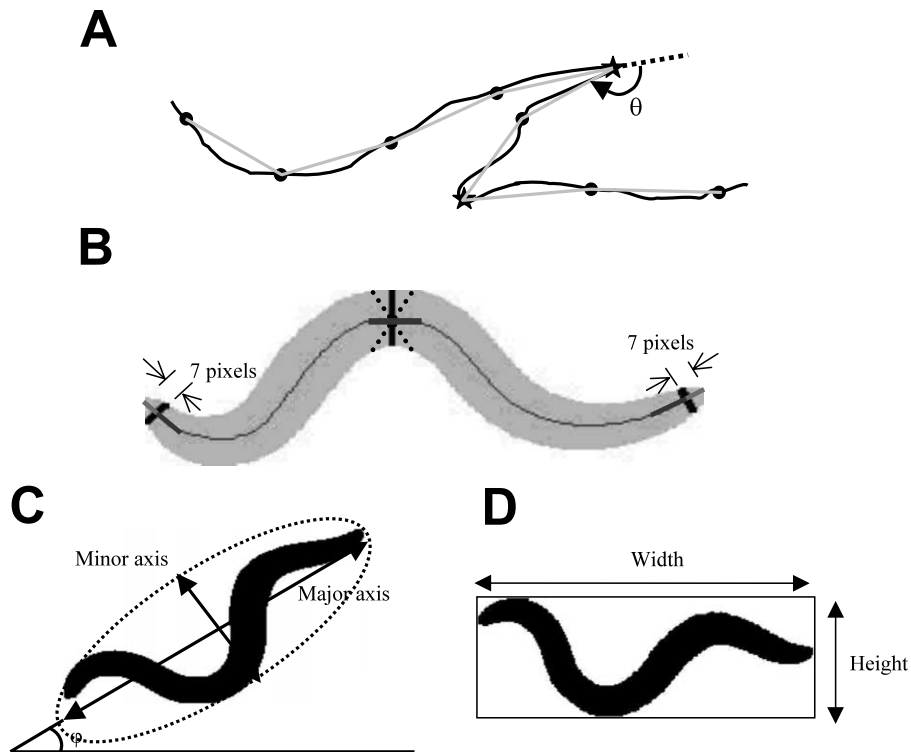 A
θ
B
7 pixels
7 pixels
C
Minor axis
Major axis
φ
D
Width
Height